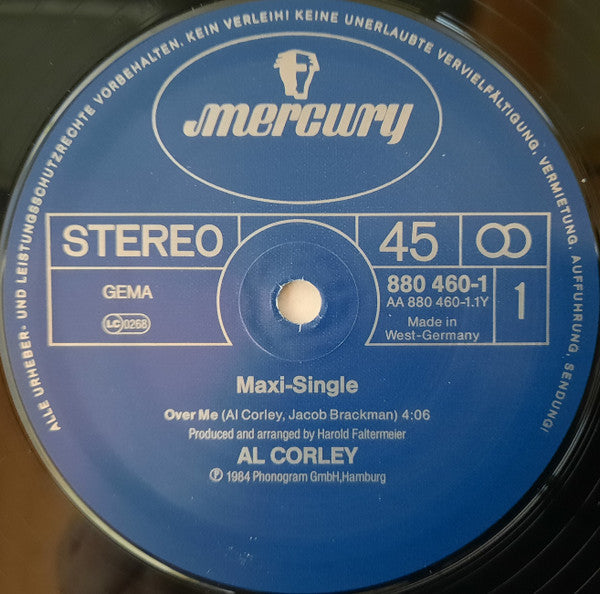 ALLE URHEBER- UND LEISTUNGSSCHUTZRECHTE VORBEHALTEN. KEIN VERLEIH! KEINE UNERLAUBTE VERVIELFÄLTIGUNG, VERMIETUNG, AUFFÜHRUNG, SENDUNG!
mercury
STEREO
45
GEMA
LC 0268
880 460-1
AA 880 460-1.1Y
1
Made in
West-Germany
Maxi-Single
Over Me (Al Corley, Jacob Brackman) 4:06
Produced and arranged by Harold Faltermeier
AL CORLEY
℗ 1984 Phonogram GmbH,Hamburg